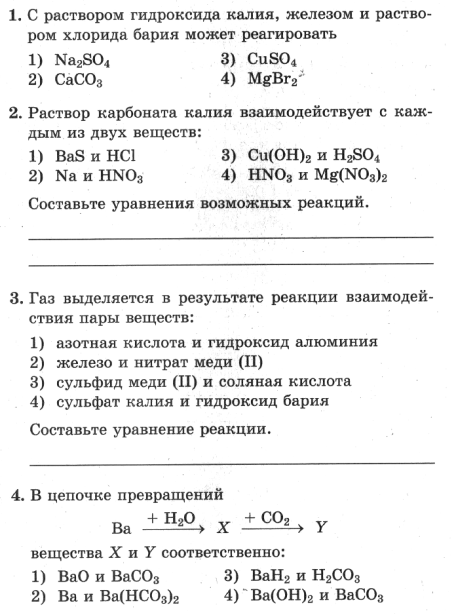 1. С раствором гидроксида калия, железом и раство-
ром хлорида бария может реагировать
1) Na₂SO₄ 3) CuSO₄
2) CaCO₃ 4) MgBr₂
2. Раствор карбоната калия взаимодействует с каж-
дым из двух веществ:
1) BaS и HCl 3) Cu(OH)₂ и H₂SO₄
2) Na и HNO₃ 4) HNO₃ и Mg(NO₃)₂
Составьте уравнения возможных реакций.
3. Газ выделяется в результате реакции взаимодей-
ствия пары веществ:
1) азотная кислота и гидроксид алюминия
2) железо и нитрат меди (II)
3) сульфид меди (II) и соляная кислота
4) сульфат калия и гидроксид бария
Составьте уравнение реакции.
4. В цепочке превращений
Ba + H₂O → X + CO₂ → Y
вещества X и Y соответственно:
1) BaO и BaCO₃ 3) BaH₂ и H₂CO₃
2) Ba и Ba(HCO₃)₂ 4) Ba(OH)₂ и BaCO₃